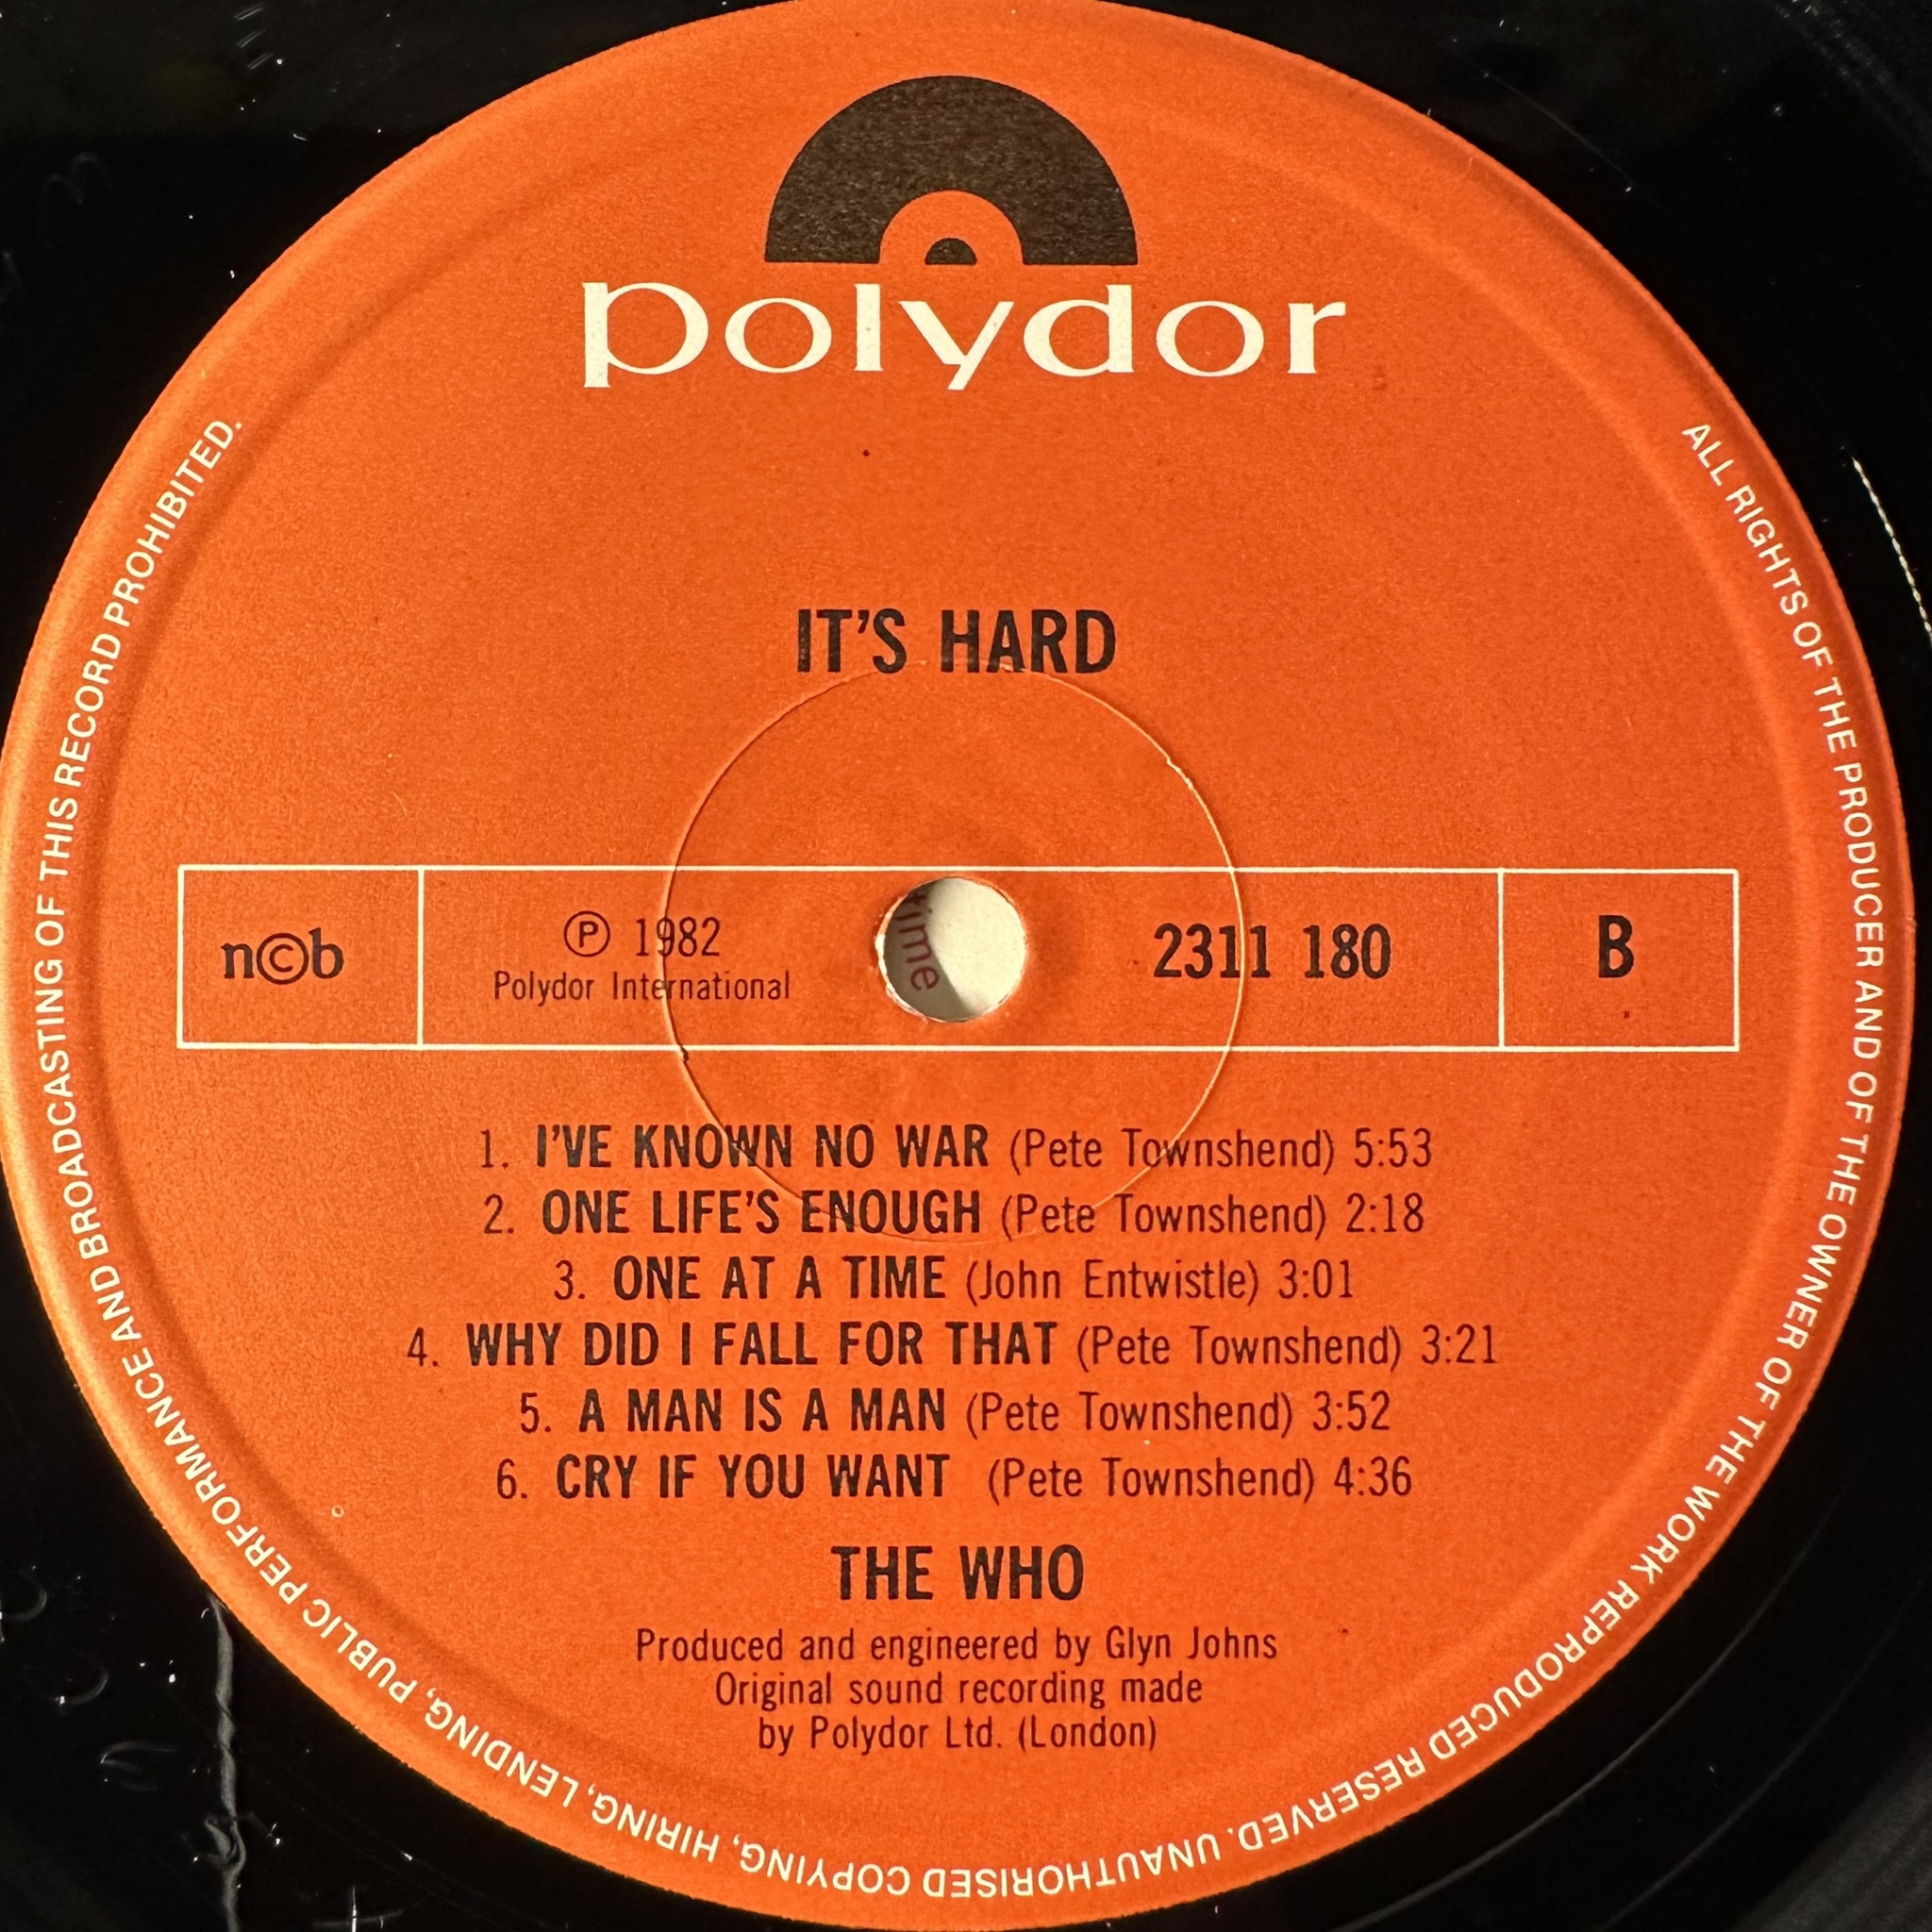 polydor
IT'S HARD
n©b
℗ 1982
Polydor International
time
2311 180
B
1. I'VE KNOWN NO WAR (Pete Townshend) 5:53
2. ONE LIFE'S ENOUGH (Pete Townshend) 2:18
3. ONE AT A TIME (John Entwistle) 3:01
4. WHY DID I FALL FOR THAT (Pete Townshend) 3:21
5. A MAN IS A MAN (Pete Townshend) 3:52
6. CRY IF YOU WANT (Pete Townshend) 4:36
THE WHO
Produced and engineered by Glyn Johns
Original sound recording made
by Polydor Ltd. (London)
ALL RIGHTS OF THE PRODUCER AND OF THE OWNER OF THE WORK REPRODUCED RESERVED. UNAUTHORISED COPYING, HIRING, LENDING, PUBLIC PERFORMANCE AND BROADCASTING OF THIS RECORD PROHIBITED.